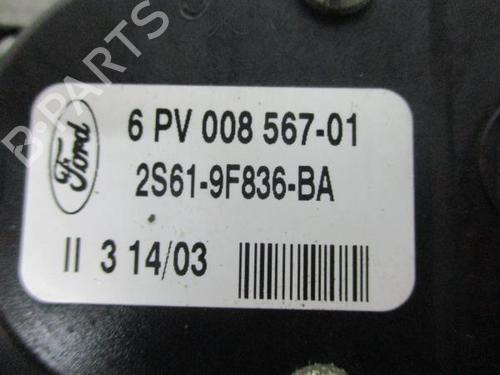 B-PARTS
Ford
6 PV 008 567-01
2S61-9F836-BA
II 3 14/03